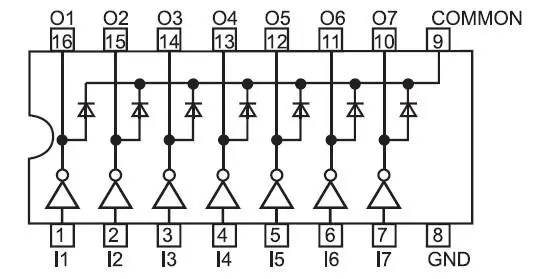 O1 O2 O3 O4 O5 O6 O7 COMMON
16 15 14 13 12 11 10 9
1 2 3 4 5 6 7 8
I1 I2 I3 I4 I5 I6 I7 GND